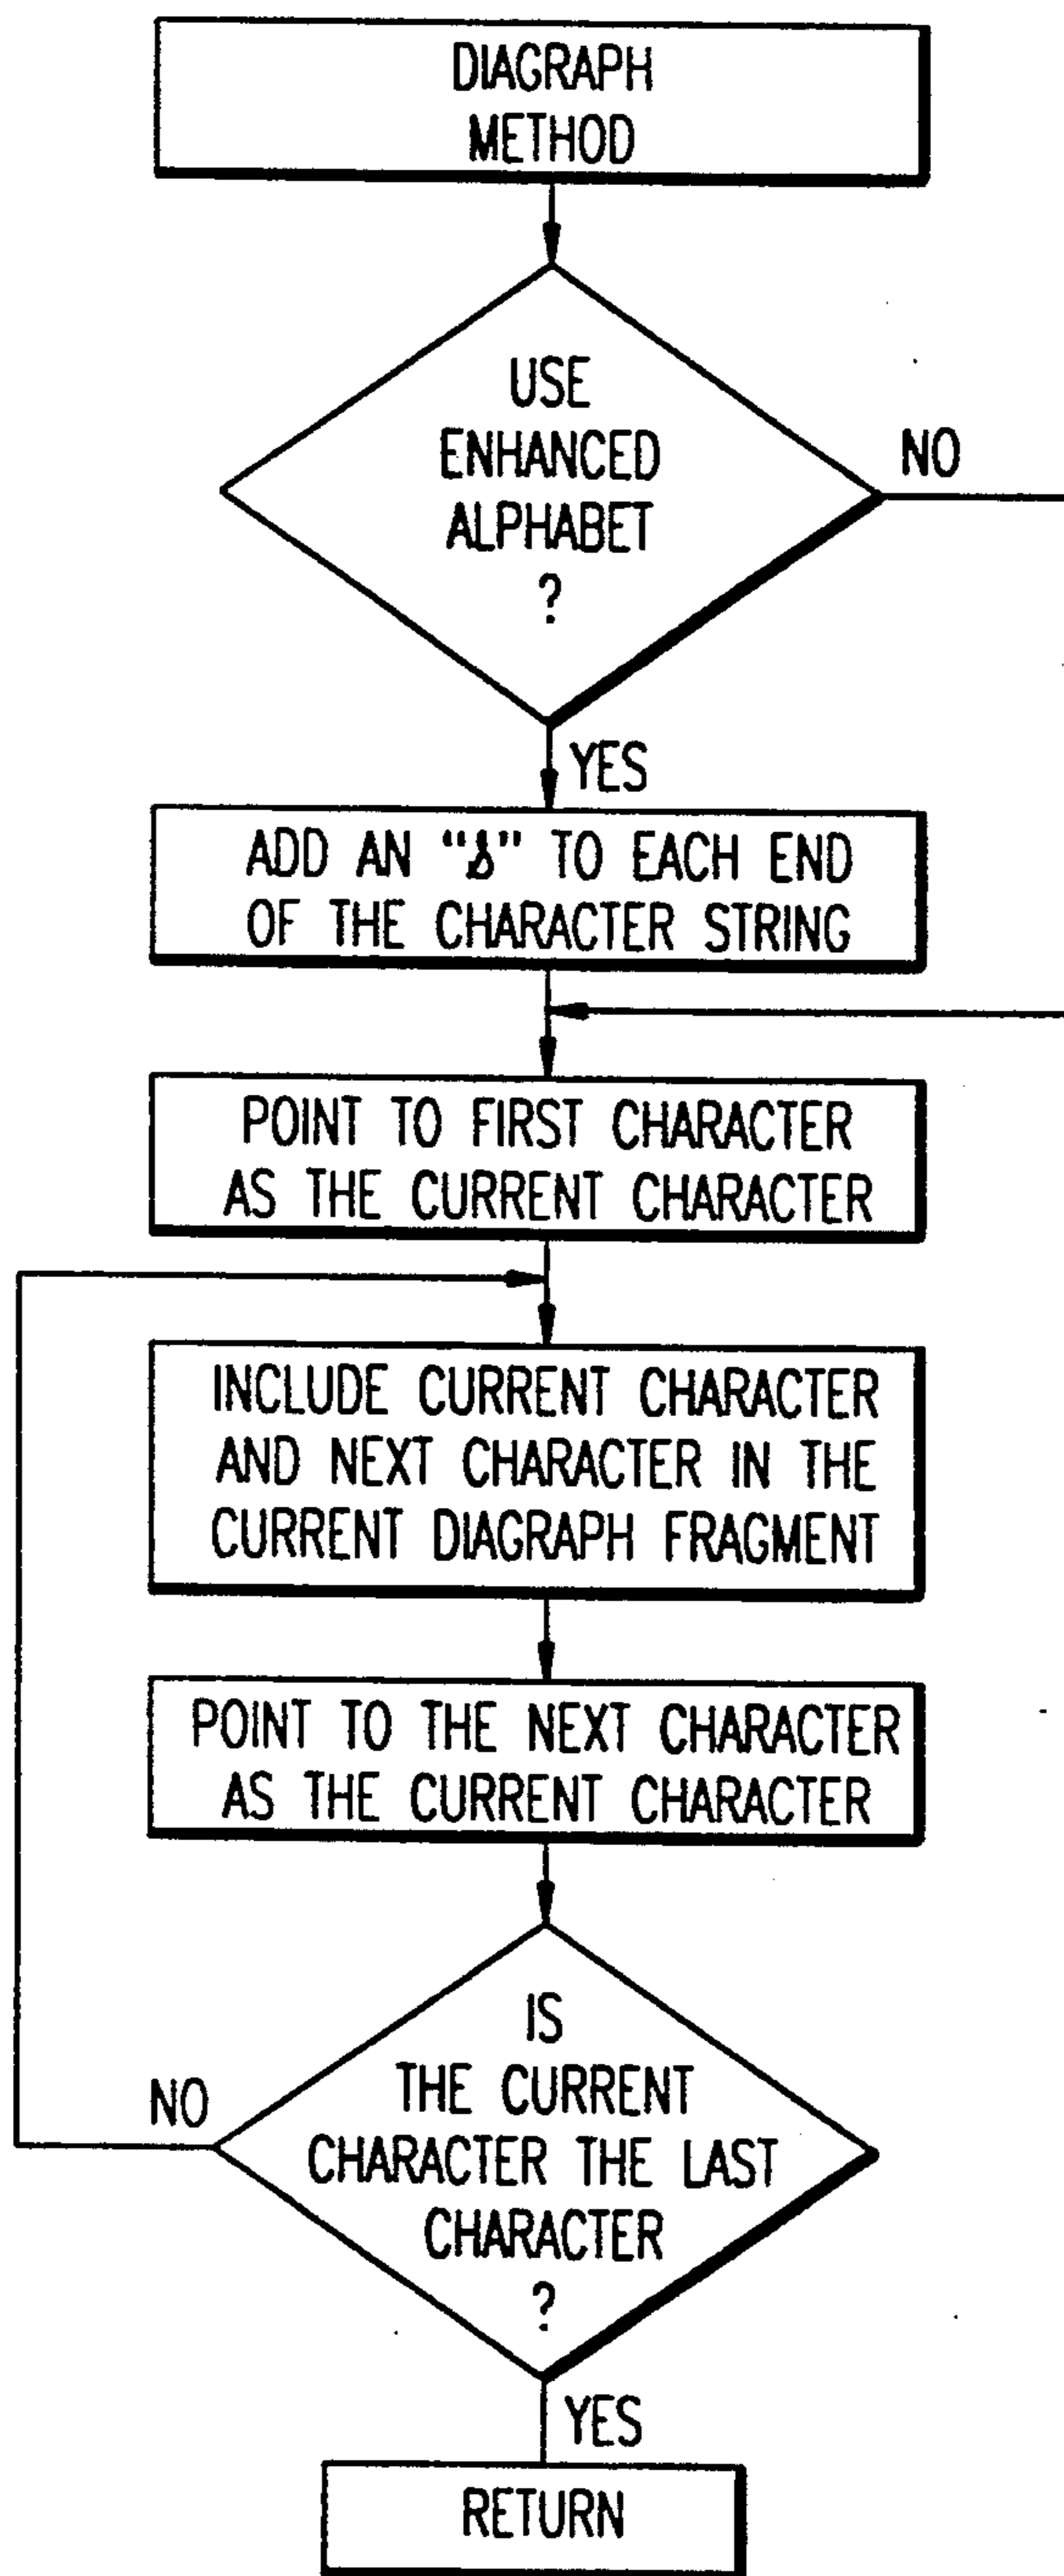 DIAGRAPH
METHOD
USE
ENHANCED
ALPHABET
?
NO
YES
ADD AN “” TO EACH END
OF THE CHARACTER STRING
POINT TO FIRST CHARACTER
AS THE CURRENT CHARACTER
INCLUDE CURRENT CHARACTER
AND NEXT CHARACTER IN THE
CURRENT DIAGRAPH FRAGMENT
POINT TO THE NEXT CHARACTER
AS THE CURRENT CHARACTER
IS
THE CURRENT
NO
CHARACTER THE LAST
CHARACTER
?
YES
RETURN